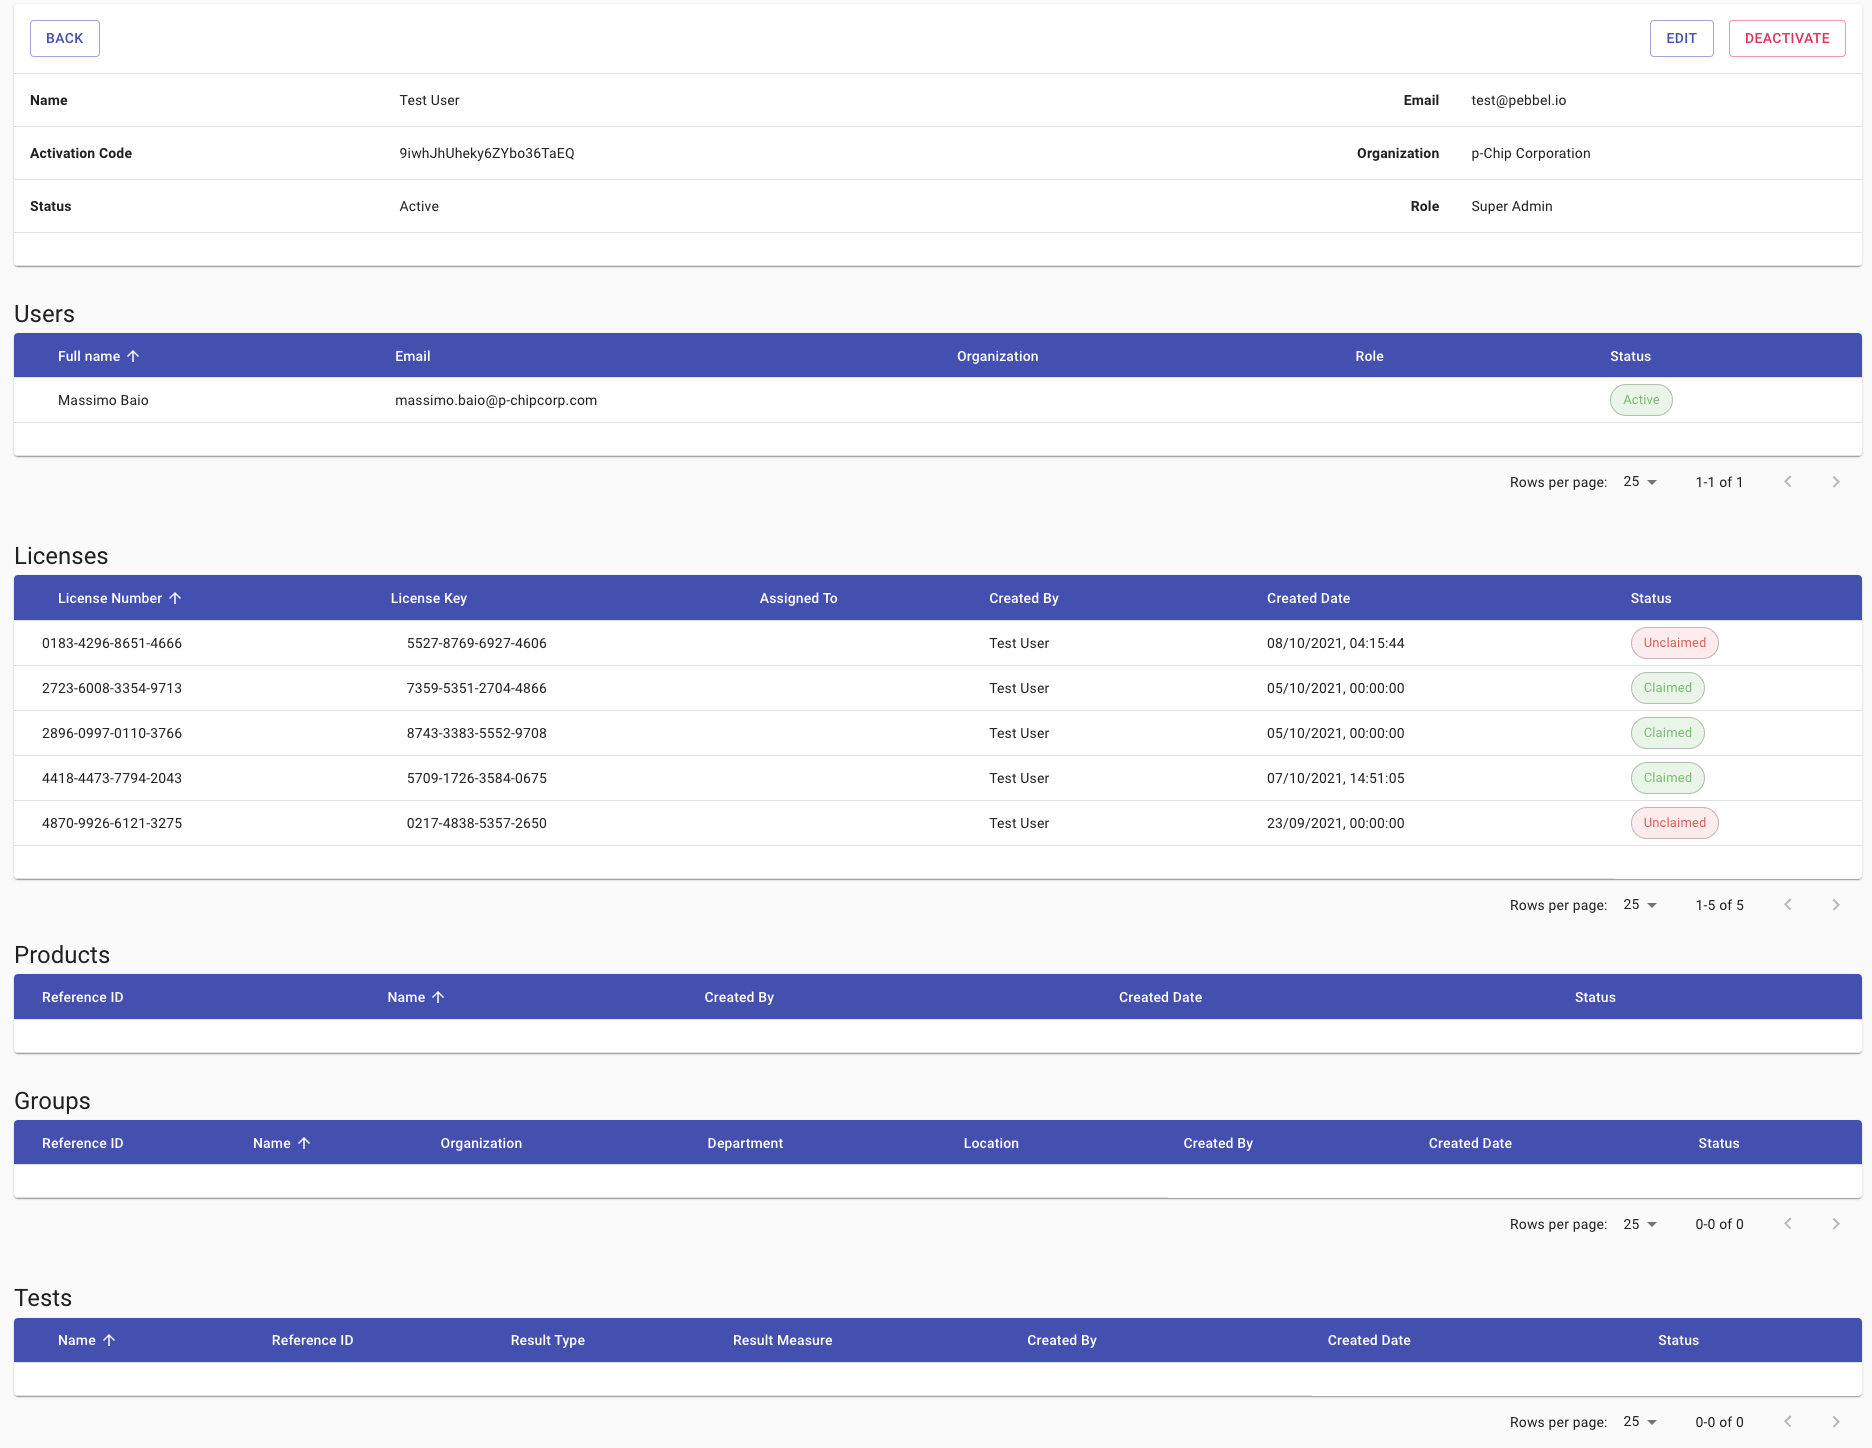 BACK EDIT DEACTIVATE
Name Test User Email test@pebbel.io
Activation Code 9iwhJhUheky6ZYbo36TaEQ Organization p-Chip Corporation
Status Active Role Super Admin
Users
Full name Email Organization Role Status
Massimo Baio massimo.baio@p-chipcorp.com Active
Rows per page: 25 1-1 of 1
Licenses
License Number License Key Assigned To Created By Created Date Status
0183-4296-8651-4666 5527-8769-6927-4606 Test User 08/10/2021, 04:15:44 Unclaimed
2723-6008-3354-9713 7359-5351-2704-4866 Test User 05/10/2021, 00:00:00 Claimed
2896-0997-0110-3766 8743-3383-5552-9708 Test User 05/10/2021, 00:00:00 Claimed
4418-4473-7794-2043 5709-1726-3584-0675 Test User 07/10/2021, 14:51:05 Claimed
4870-9926-6121-3275 0217-4838-5357-2650 Test User 23/09/2021, 00:00:00 Unclaimed
Rows per page: 25 1-5 of 5
Products
Reference ID Name Created By Created Date Status
Groups
Reference ID Name Organization Department Location Created By Created Date Status
Rows per page: 25 0-0 of 0
Tests
Name Reference ID Result Type Result Measure Created By Created Date Status
Rows per page: 25 0-0 of 0